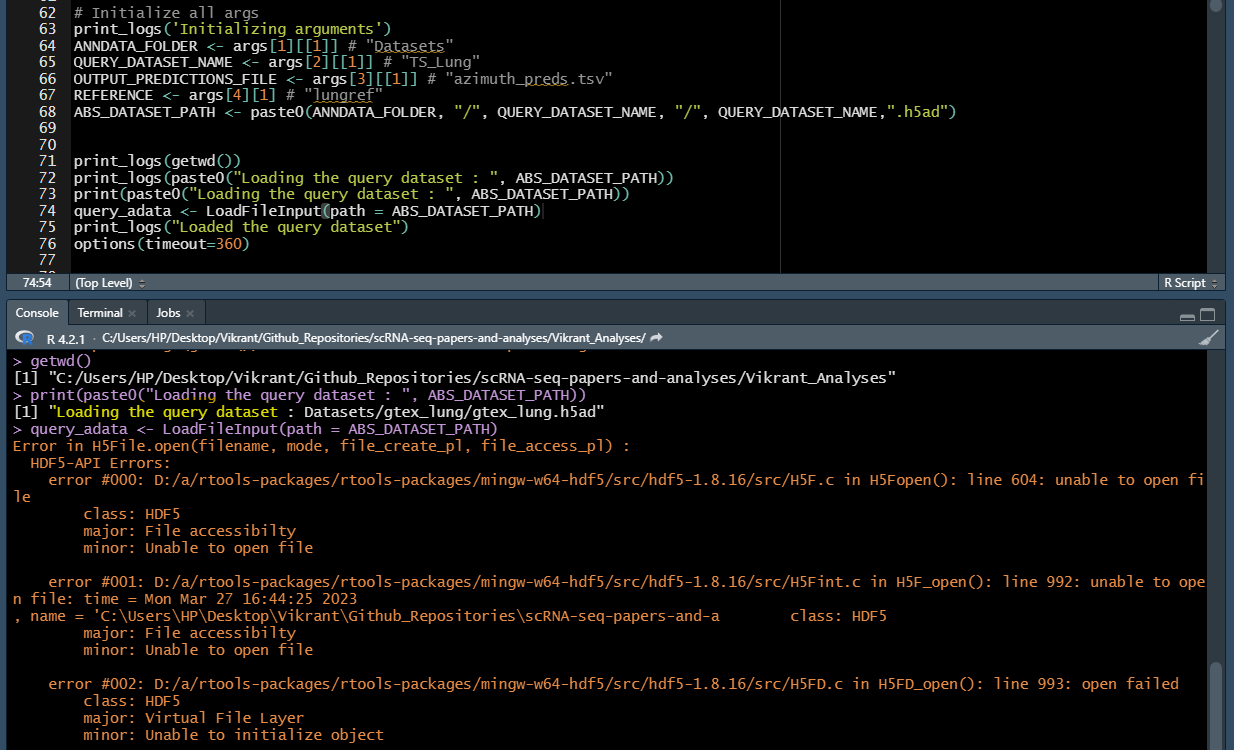 62 # Initialize all args
63 print_logs('Initializing arguments')
64 ANNDATA_FOLDER <- args[1][[1]] # "Datasets"
65 QUERY_DATASET_NAME <- args[2][[1]] # "TS_Lung"
66 OUTPUT_PREDICTIONS_FILE <- args[3][[1]] # "azimuth_preds.tsv"
67 REFERENCE <- args[4][1] # "lungref"
68 ABS_DATASET_PATH <- paste0(ANNDATA_FOLDER, "/", QUERY_DATASET_NAME, "/", QUERY_DATASET_NAME,".h5ad")
69
70
71 print_logs(getwd())
72 print_logs(paste0("Loading the query dataset : ", ABS_DATASET_PATH))
73 print(paste0("Loading the query dataset : ", ABS_DATASET_PATH))
74 query_adata <- LoadFileInput(path = ABS_DATASET_PATH)
75 print_logs("Loaded the query dataset")
76 options(timeout=360)
77
74:54 (Top Level) R Script
Console Terminal Jobs
R 4.2.1 · C:/Users/HP/Desktop/Vikrant/Github_Repositories/scRNA-seq-papers-and-analyses/Vikrant_Analyses/
> getwd()
[1] "C:/Users/HP/Desktop/Vikrant/Github_Repositories/scRNA-seq-papers-and-analyses/Vikrant_Analyses"
> print(paste0("Loading the query dataset : ", ABS_DATASET_PATH))
[1] "Loading the query dataset : Datasets/gtex_lung/gtex_lung.h5ad"
> query_adata <- LoadFileInput(path = ABS_DATASET_PATH)
Error in H5File.open(filename, mode, file_create_pl, file_access_pl) :
HDF5-API Errors:
error #000: D:/a/rtools-packages/rtools-packages/mingw-w64-hdf5/src/hdf5-1.8.16/src/H5F.c in H5Fopen(): line 604: unable to open fi
le
class: HDF5
major: File accessibilty
minor: Unable to open file
error #001: D:/a/rtools-packages/rtools-packages/mingw-w64-hdf5/src/hdf5-1.8.16/src/H5Fint.c in H5F_open(): line 992: unable to ope
n file: time = Mon Mar 27 16:44:25 2023
, name = 'C:\Users\HP\Desktop\Vikrant\Github_Repositories\scRNA-seq-papers-and-a class: HDF5
major: File accessibilty
minor: Unable to open file
error #002: D:/a/rtools-packages/rtools-packages/mingw-w64-hdf5/src/hdf5-1.8.16/src/H5FD.c in H5FD_open(): line 993: open failed
class: HDF5
major: Virtual File Layer
minor: Unable to initialize object